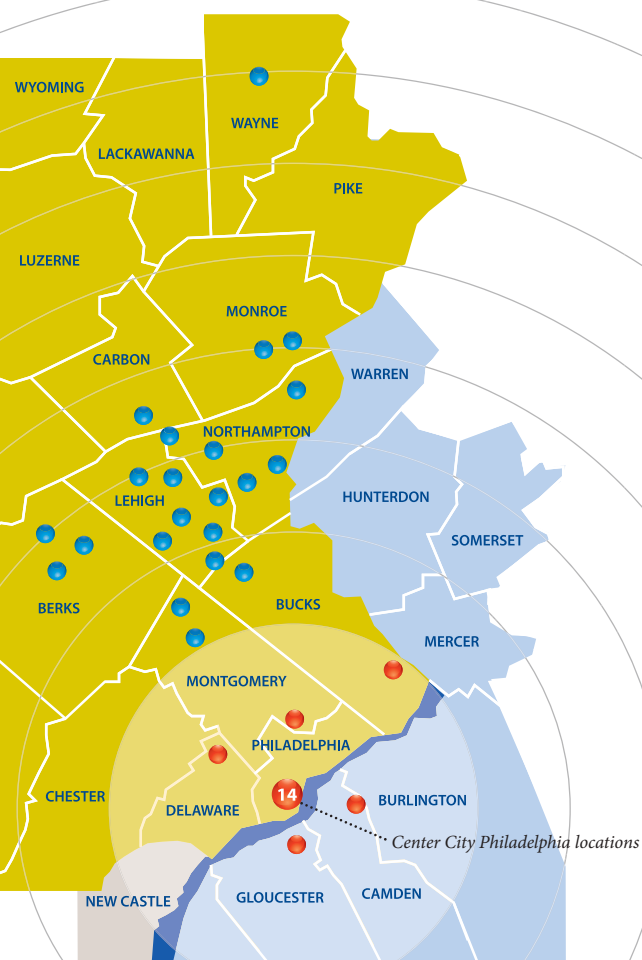 WYOMING
WAYNE
LACKAWANNA
PIKE
LUZERNE
MONROE
CARBON
WARREN
NORTHAMPTON
LEHIGH
HUNTERDON
SOMERSET
BERKS
BUCKS
MERCER
MONTGOMERY
PHILADELPHIA
CHESTER
14
DELAWARE
BURLINGTON
Center City Philadelphia locations
NEW CASTLE
GLOUCESTER
CAMDEN